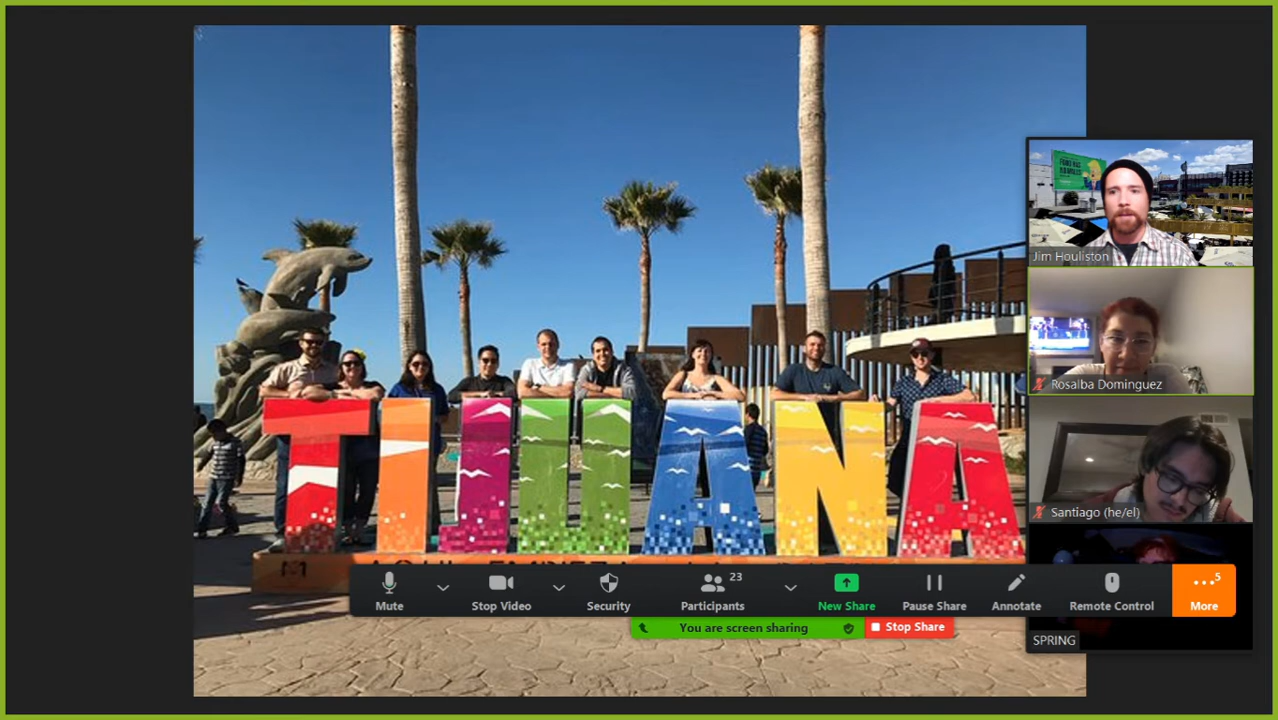 TIJUANA
Jim Houliston
Rosalba Dominguez
Santiago (he/el)
23
5
Mute
Stop Video
Security
Participants
New Share
Pause Share
Annotate
Remote Control
More
You are screen sharing
Stop Share
SPRING